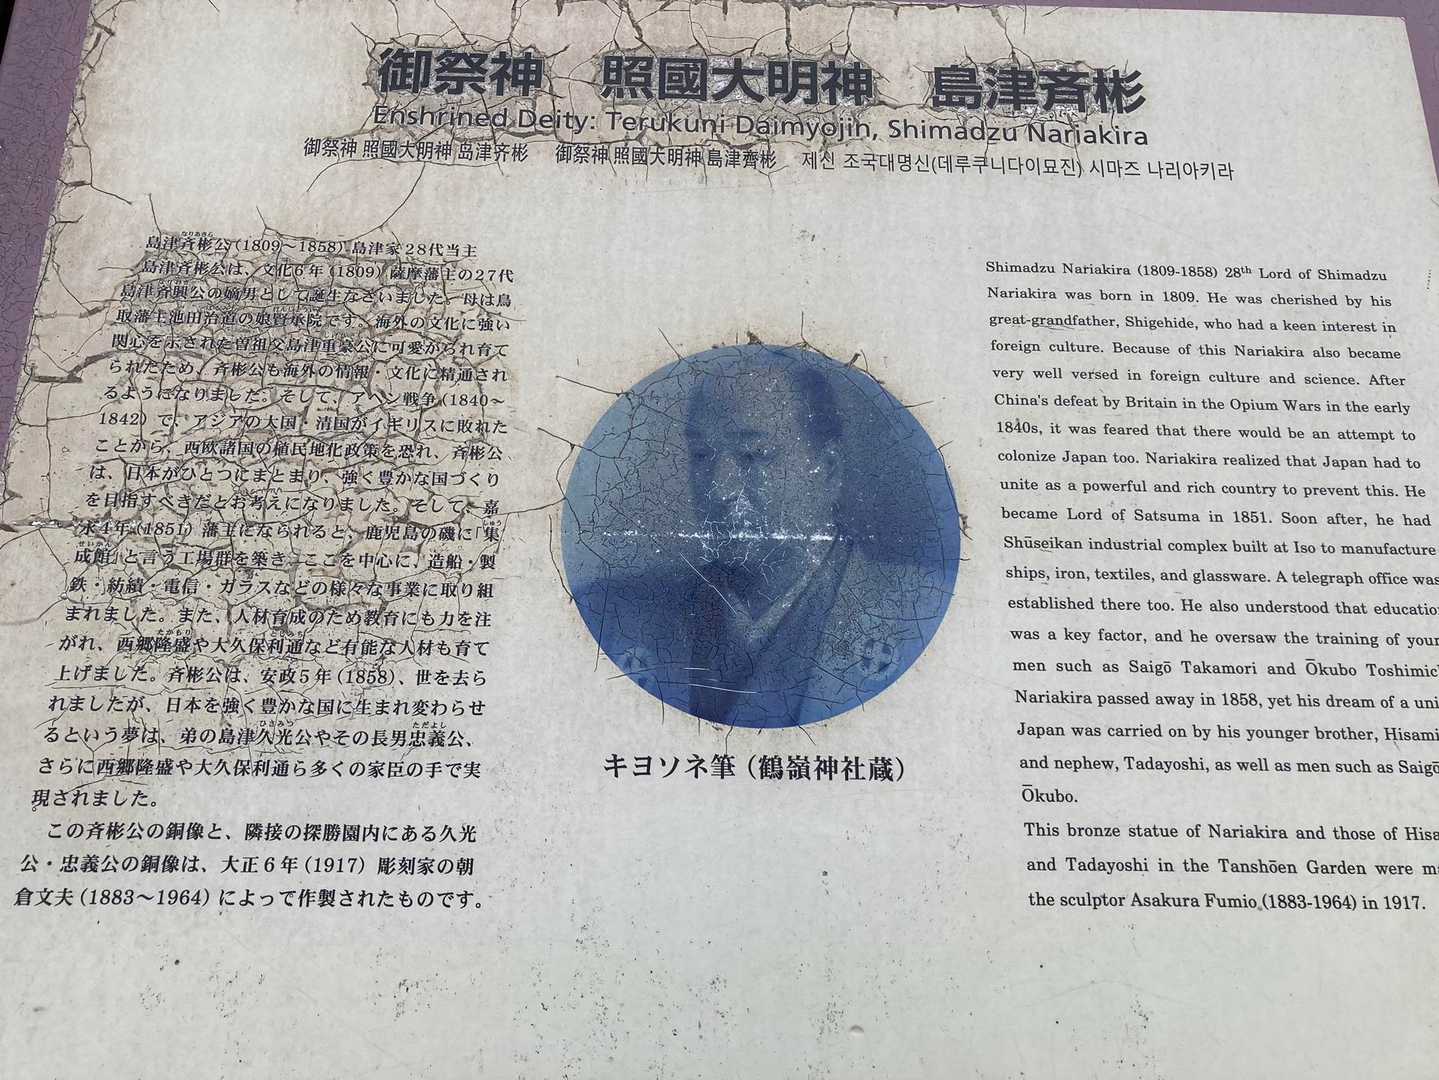 御祭神 照國大明神 島津斉彬
Enshrined Deity: Terukuni Daimyojin, Shimadzu Nariakira
御祭神 照國大明神 岛津齐彬 御祭神 照國大明神 島津齊彬 제신 조국대명신(데루쿠니다이묘진) 시마즈 나리아키라
なりあきら
島津斉彬公(1809～1858) 島津家28代当主
島津斉彬公は、文化6年(1809)薩摩藩主の27代
島津斉興公の嫡男として誕生なさいました。母は鳥
取藩主池田治道の娘賢章院です。海外の文化に強い
関心を示された曽祖父島津重豪公に可愛がられ育て
られたため、斉彬公も海外の情報・文化に精通され
るようになりました。そして、アヘン戦争(1840～
1842)で、アジアの大国・清国がイギリスに敗れた
ことから、西欧諸国の植民地化政策を恐れ、斉彬公
は、日本がひとつにまとまり、強く豊かな国づくり
を目指すべきだとお考えになりました。そして、嘉
永4年(1851)藩主になられると、鹿児島の磯に「集
しゅう
せいかん
成館」と言う工場群を築き、ここを中心に、造船・製
鉄・紡績・電信・ガラスなどの様々な事業に取り組
まれました。また、人材育成のため教育にも力を注
たかもり としみち
がれ、西郷隆盛や大久保利通など有能な人材も育て
上げました。斉彬公は、安政5年(1858)、世を去ら
れましたが、日本を強く豊かな国に生まれ変わらせ
ひさみつ ただよし
るという夢は、弟の島津久光公やその長男忠義公、
さらに西郷隆盛や大久保利通ら多くの家臣の手で実
現されました。
この斉彬公の銅像と、隣接の探勝園内にある久光
公・忠義公の銅像は、大正6年(1917)彫刻家の朝
倉文夫(1883～1964)によって作製されたものです。
キヨソネ筆（鶴嶺神社蔵）
Shimadzu Nariakira (1809-1858) 28th Lord of Shimadzu
Nariakira was born in 1809. He was cherished by his
great-grandfather, Shigehide, who had a keen interest in
foreign culture. Because of this Nariakira also became
very well versed in foreign culture and science. After
China's defeat by Britain in the Opium Wars in the early
1840s, it was feared that there would be an attempt to
colonize Japan too. Nariakira realized that Japan had to
unite as a powerful and rich country to prevent this. He
became Lord of Satsuma in 1851. Soon after, he had
Shūseikan industrial complex built at Iso to manufacture
ships, iron, textiles, and glassware. A telegraph office was
established there too. He also understood that educatio
was a key factor, and he oversaw the training of your
men such as Saigō Takamori and Ōkubo Toshimic
Nariakira passed away in 1858, yet his dream of a uni
Japan was carried on by his younger brother, Hisami
and nephew, Tadayoshi, as well as men such as Saigō
Ōkubo.
This bronze statue of Nariakira and those of Hisa
and Tadayoshi in the Tanshōen Garden were m
the sculptor Asakura Fumio (1883-1964) in 1917.